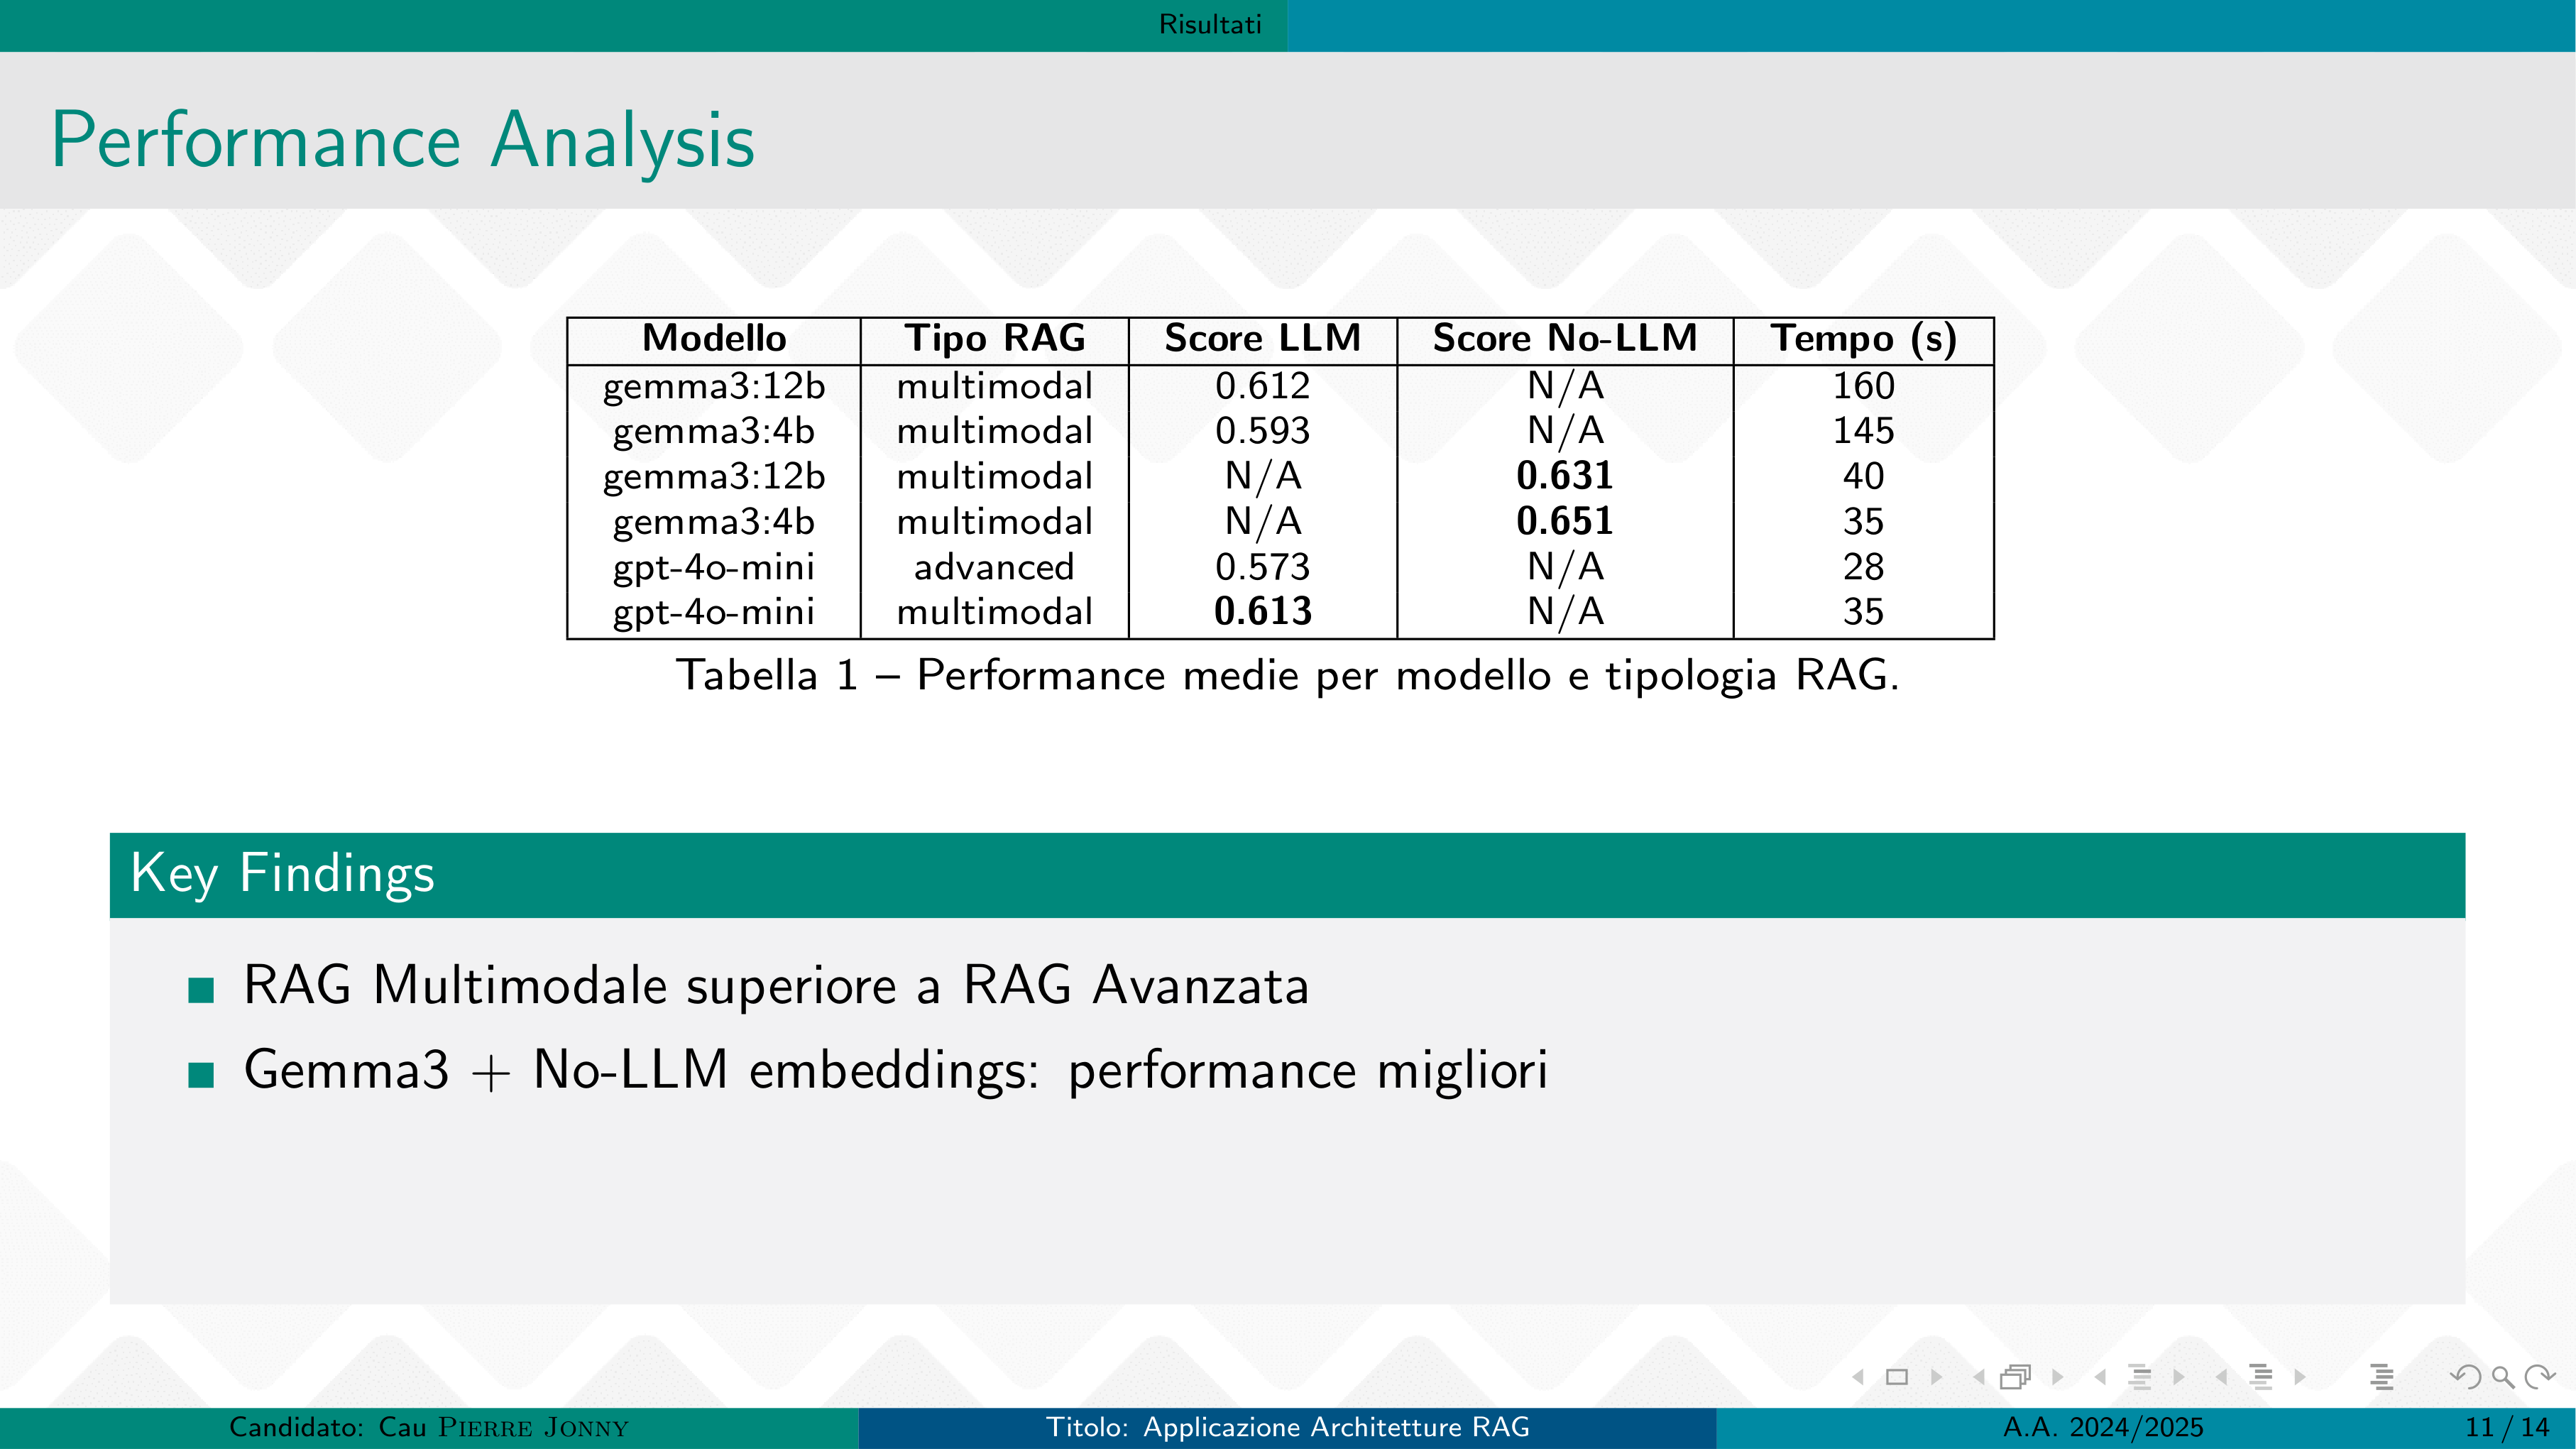 Risultati
Performance Analysis
Modello Tipo RAG Score LLM Score No-LLM Tempo (s)
gemma3:12b multimodal 0.612 N/A 160
gemma3:4b multimodal 0.593 N/A 145
gemma3:12b multimodal N/A 0.631 40
gemma3:4b multimodal N/A 0.651 35
gpt-4o-mini advanced 0.573 N/A 28
gpt-4o-mini multimodal 0.613 N/A 35
Tabella 1 – Performance medie per modello e tipologia RAG.
Key Findings
RAG Multimodale superiore a RAG Avanzata
Gemma3 + No-LLM embeddings: performance migliori
Candidato: Cau Pierre Jonny Titolo: Applicazione Architetture RAG A.A. 2024/2025 11 / 14